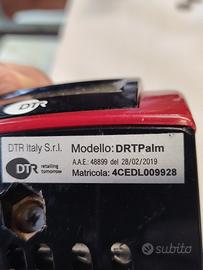 DTR
DTR Italy S.r.l.
Modello: DRTPalm
A.A.E.: 48899 del 28/02/2019
DTR retailing
tomorrow
Matricola: 4CEDL009928
subito